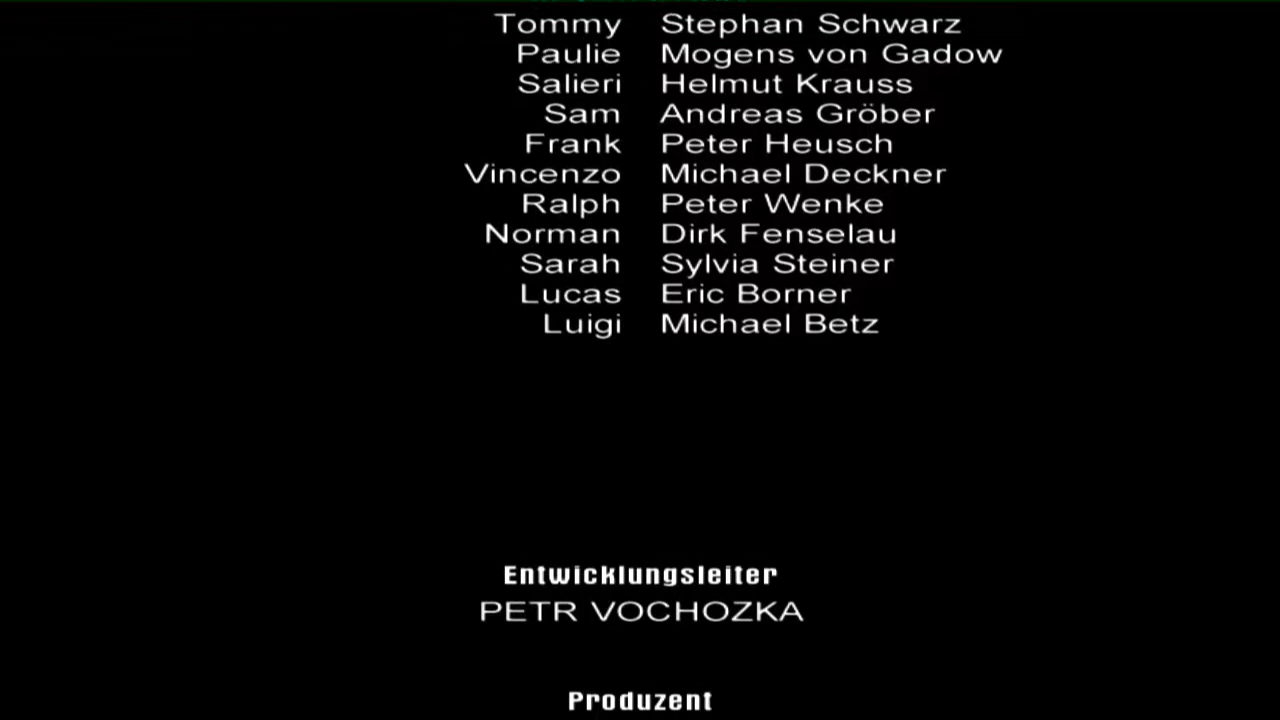 Tommy Stephan Schwarz
Paulie Mogens von Gadow
Salieri Helmut Krauss
Sam Andreas Gröber
Frank Peter Heusch
Vincenzo Michael Deckner
Ralph Peter Wenke
Norman Dirk Fenselau
Sarah Sylvia Steiner
Lucas Eric Borner
Luigi Michael Betz
Entwicklungsleiter
PETR VOCHOZKA
Produzent